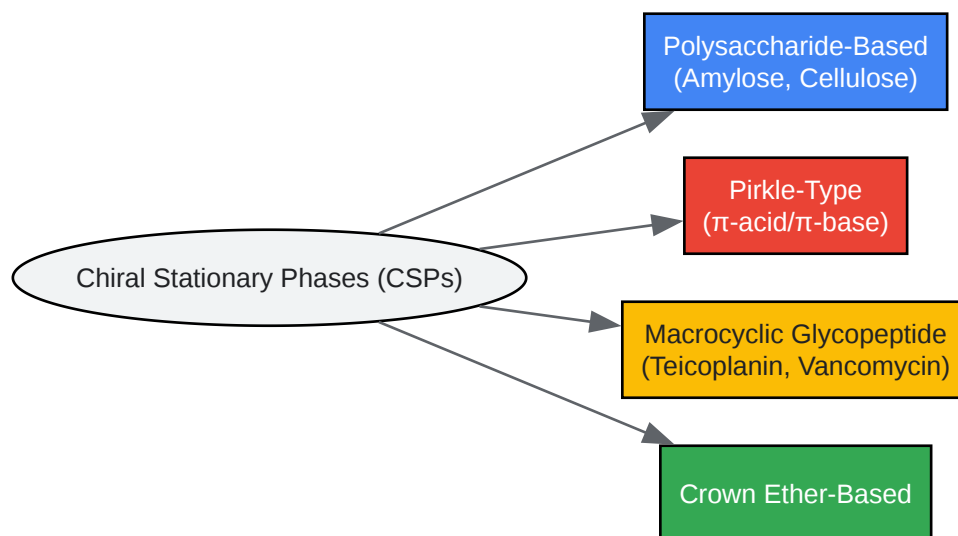 Polysaccharide-Based
(Amylose, Cellulose)
Pirkle-Type
(π-acid/π-base)
Chiral Stationary Phases (CSPs)
Macrocyclic Glycopeptide
(Teicoplanin, Vancomycin)
Crown Ether-Based